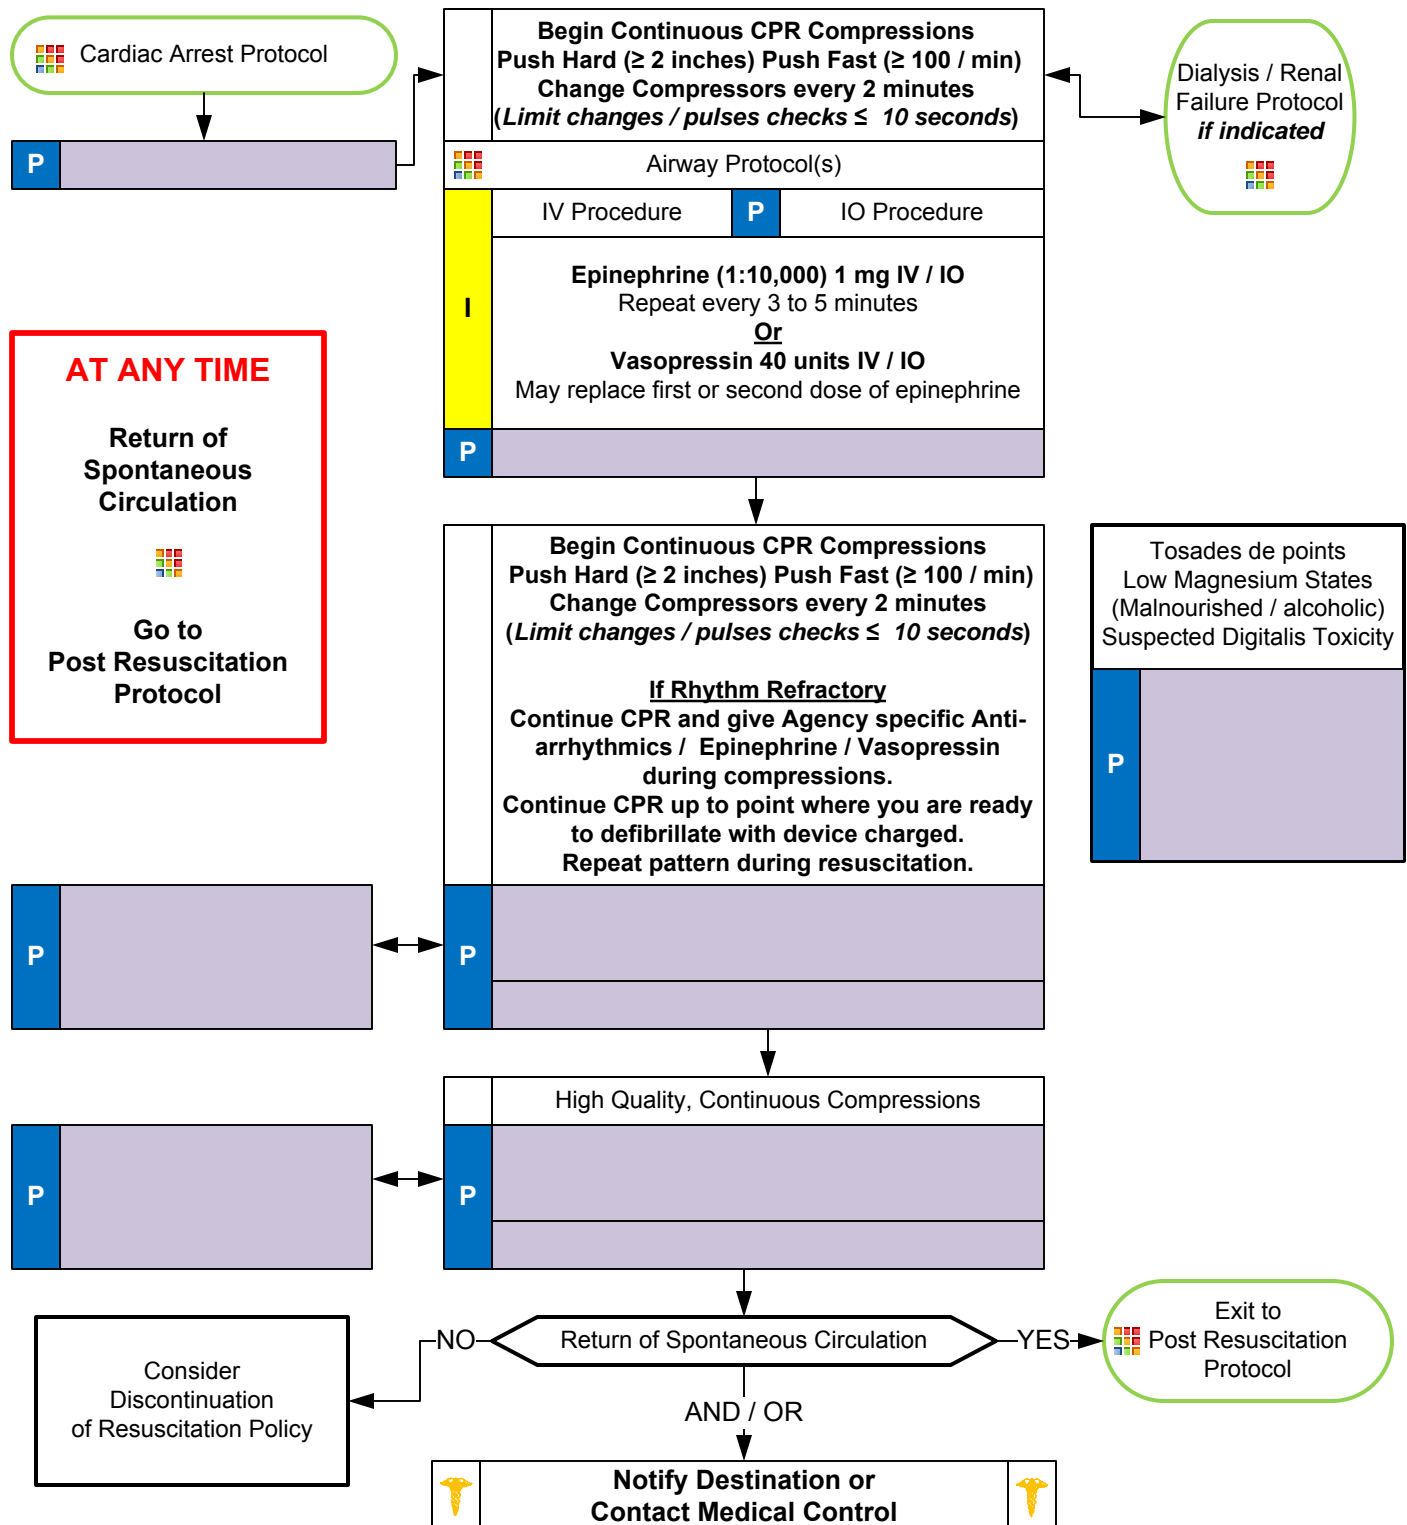 Cardiac Arrest Protocol
P
Begin Continuous CPR Compressions
Push Hard (≥ 2 inches) Push Fast (≥ 100 / min)
Change Compressors every 2 minutes
(Limit changes / pulses checks ≤ 10 seconds)
Dialysis / Renal
Failure Protocol
if indicated
Airway Protocol(s)
IV Procedure
P
IO Procedure
I
Epinephrine (1:10,000) 1 mg IV / IO
Repeat every 3 to 5 minutes
Or
Vasopressin 40 units IV / IO
May replace first or second dose of epinephrine
P
AT ANY TIME
Return of
Spontaneous
Circulation
Go to
Post Resuscitation
Protocol
Begin Continuous CPR Compressions
Push Hard (≥ 2 inches) Push Fast (≥ 100 / min)
Change Compressors every 2 minutes
(Limit changes / pulses checks ≤ 10 seconds)
If Rhythm Refractory
Continue CPR and give Agency specific Anti-
arrhythmics / Epinephrine / Vasopressin
during compressions.
Continue CPR up to point where you are ready
to defibrillate with device charged.
Repeat pattern during resuscitation.
Tosades de points
Low Magnesium States
(Malnourished / alcoholic)
Suspected Digitalis Toxicity
P
P
P
High Quality, Continuous Compressions
P
P
NO
Return of Spontaneous Circulation
YES
Exit to
Post Resuscitation
Protocol
Consider
Discontinuation
of Resuscitation Policy
AND / OR
Notify Destination or
Contact Medical Control